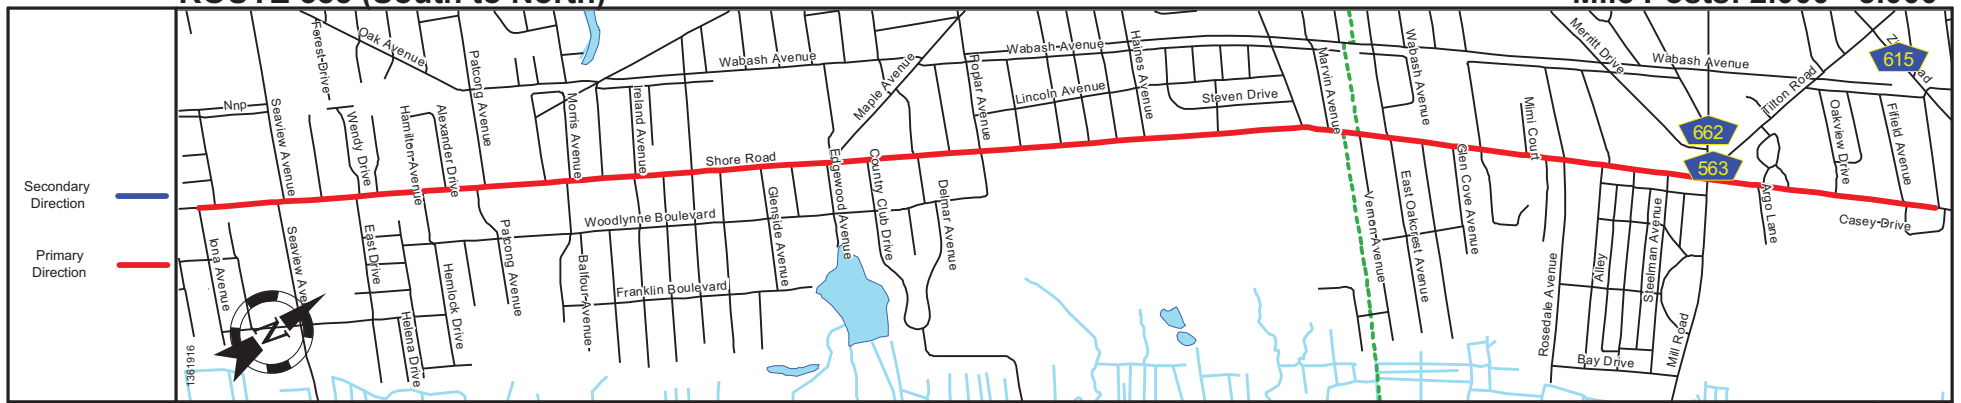 Secondary
Direction
Primary
Direction
Nnp
Seaview Avenue
Forest Drive
Oak Avenue
Wendy Drive
Hamilton Avenue
Alexander Drive
Patcong Avenue
Morris Avenue
Ireland Avenue
Wabash Avenue
Shore Road
Maple Avenue
Edgewood Avenue
Country Club Drive
Poplar Avenue
Wabash Avenue
Lincoln Avenue
Haines Avenue
Steven Drive
Marvin Avenue
Wabash Avenue
Glen Cove Avenue
Mimi Court
Merritt Drive
Wabash Avenue
Tilton Road
615
662
563
Oakview Drive
Fifield Avenue
Argo Lane
Casey Drive
Iona Avenue
Seaview Ave
East Drive
Helena Drive
Hemlock Drive
Patcong Avenue
Balfour Avenue
Woodlynne Boulevard
Franklin Boulevard
Glenside Avenue
Delmar Avenue
Vernon Avenue
East Oakcrest Avenue
Rosedale Avenue
Alley
Steelman Avenue
Bay Drive
Mill Road
N
1361916